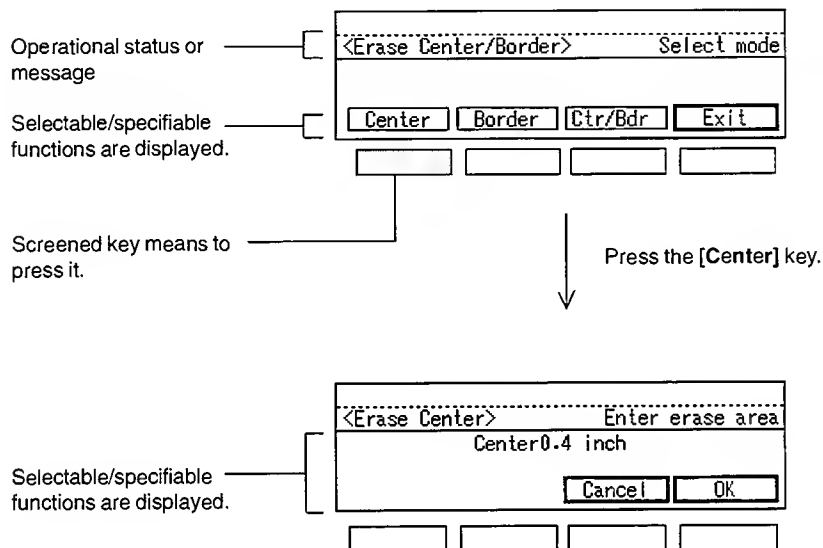 Operational status or
message
<Erase Center/Border> Select mode
Selectable/specifiable
functions are displayed.
Center Border Ctr/Bdr Exit
Screened key means to
press it.
Press the [Center] key.
<Erase Center> Enter erase area
Center0.4 inch
Selectable/specifiable
functions are displayed.
Cancel OK